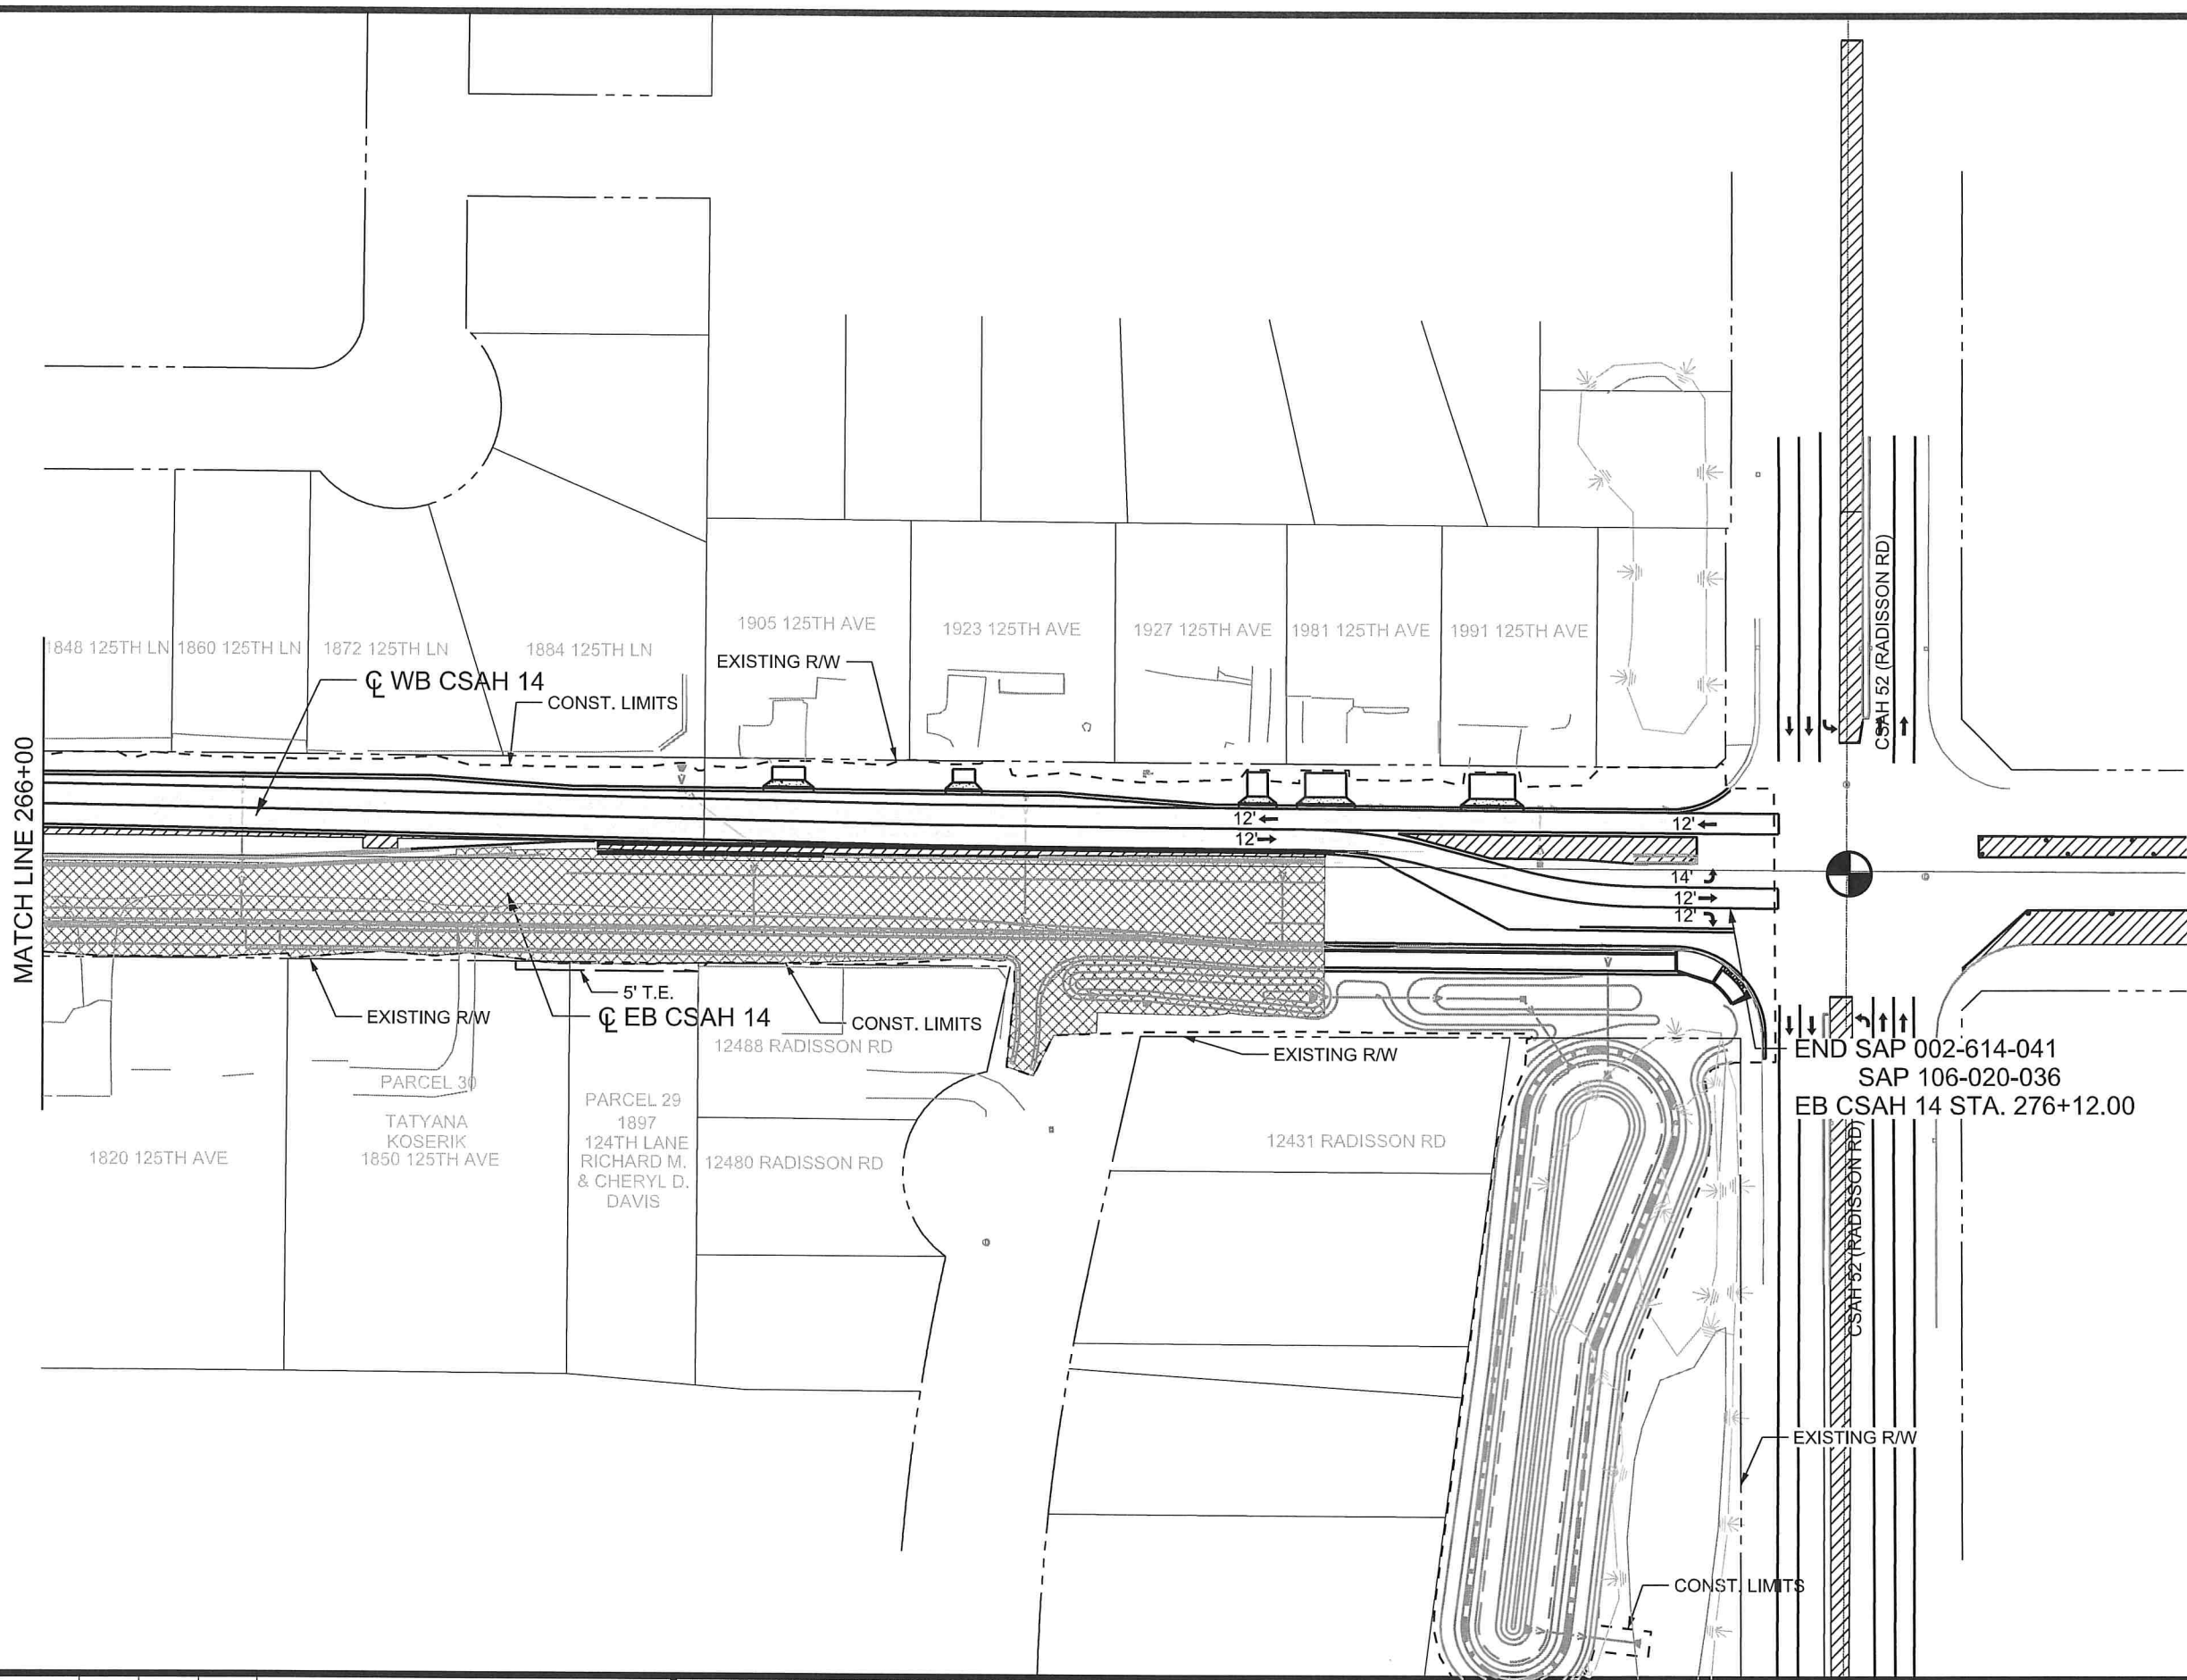 CSAH 52 (RADISSON RD)
1848 125TH LN
1860 125TH LN
1872 125TH LN
1884 125TH LN
1905 125TH AVE
1923 125TH AVE
1927 125TH AVE
1981 125TH AVE
1991 125TH AVE
EXISTING R/W
℄ WB CSAH 14
CONST. LIMITS
MATCH LINE 266+00
12'
12'
12'
14'
12'
12'
EXISTING R/W
5' T.E.
℄ EB CSAH 14
CONST. LIMITS
EXISTING R/W
12488 RADISSON RD
PARCEL 30
TATYANA
KOSERIK
1850 125TH AVE
PARCEL 29
1897
124TH LANE
RICHARD M.
& CHERYL D.
DAVIS
1820 125TH AVE
12480 RADISSON RD
12431 RADISSON RD
END SAP 002-614-041
SAP 106-020-036
EB CSAH 14 STA. 276+12.00
CSAH 52 (RADISSON RD)
EXISTING R/W
CONST. LIMITS